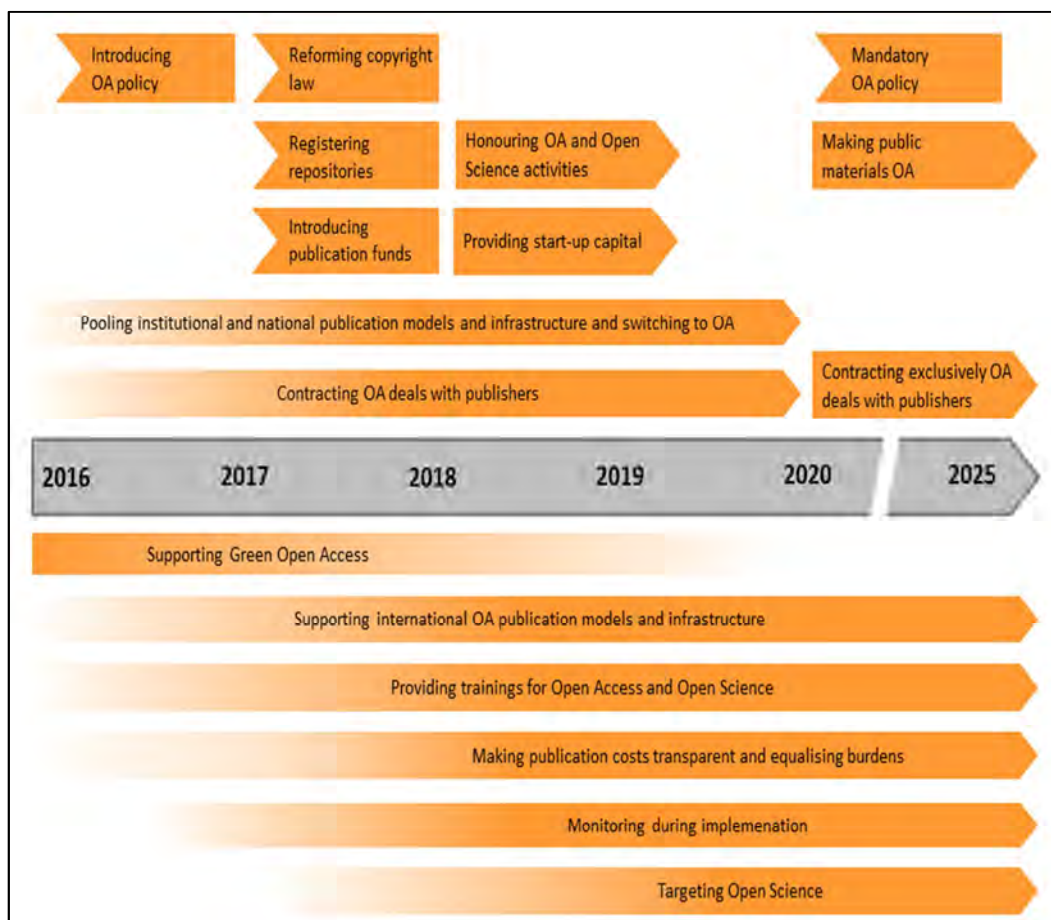 Introducing
OA policy
Reforming copyright
law
Mandatory
OA policy
Registering
repositories
Honouring OA and Open
Science activities
Making public
materials OA
Introducing
publication funds
Providing start-up capital
Pooling institutional and national publication models and infrastructure and switching to OA
Contracting OA deals with publishers
Contracting exclusively OA
deals with publishers
2016 2017 2018 2019 2020 2025
Supporting Green Open Access
Supporting international OA publication models and infrastructure
Providing trainings for Open Access and Open Science
Making publication costs transparent and equalising burdens
Monitoring during implemenation
Targeting Open Science